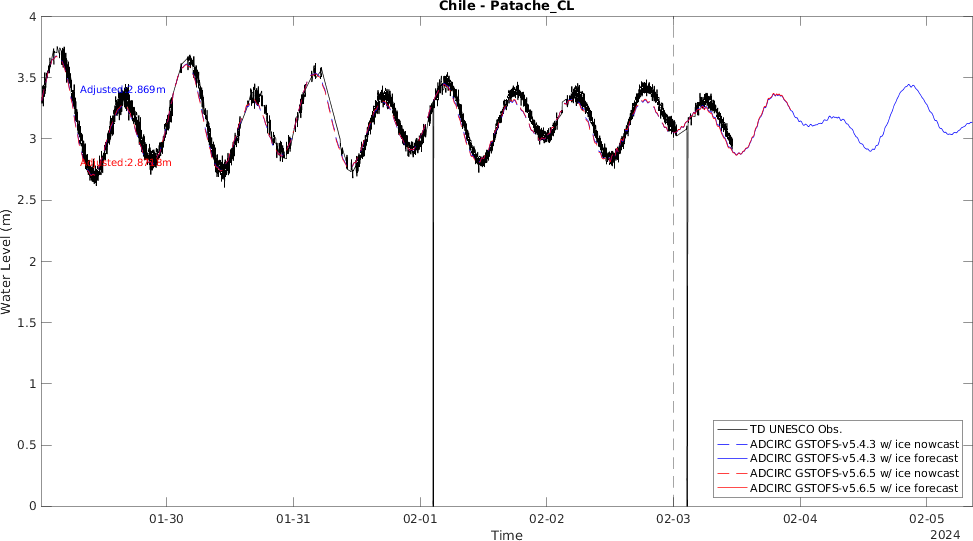 Chile - Patache_CL
4
3.5
3
2.5
2
1.5
1
0.5
0
Water Level (m)
Adjusted:2.869m
TD UNESCO Obs.
ADCIRC GSTOFS-v5.4.3 w/ ice nowcast
ADCIRC GSTOFS-v5.4.3 w/ ice forecast
ADCIRC GSTOFS-v5.6.5 w/ ice nowcast
ADCIRC GSTOFS-v5.6.5 w/ ice forecast
01-30 01-31 02-01 02-02 02-03 02-04 02-05
Time 2024